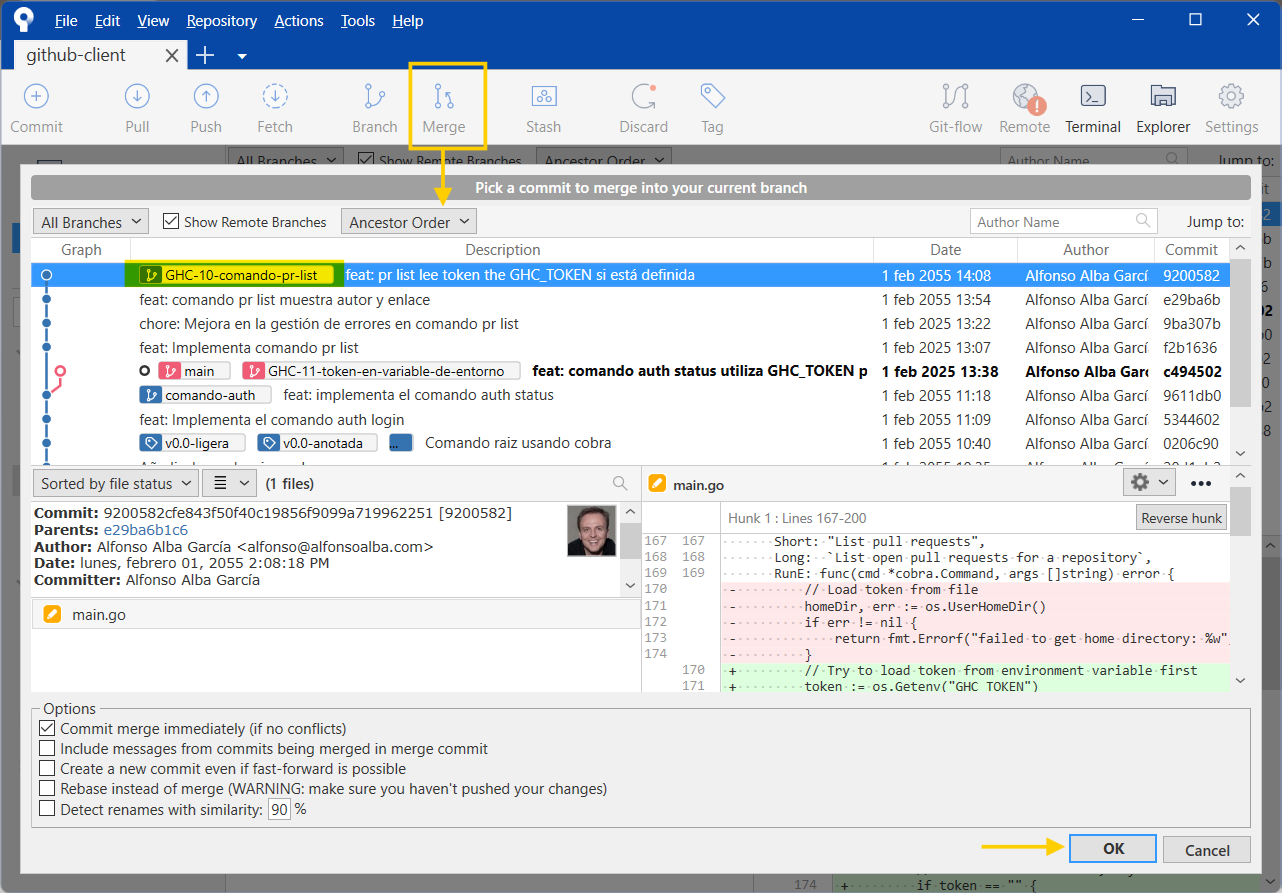 File Edit View Repository Actions Tools Help
github-client
Commit Pull Push Fetch Branch Merge Stash Discard Tag Git-flow Remote Terminal Explorer Settings
All Branches Show Remote Branches Ancestor Order Author Name Jump to:
Pick a commit to merge into your current branch
All Branches Show Remote Branches Ancestor Order Author Name Jump to:
Graph Description Date Author Commit
GHC-10-comando-pr-list feat: pr list lee token the GHC_TOKEN si está definida 1 feb 2055 14:08 Alfonso Alba Garcí 9200582
feat: comando pr list muestra autor y enlace 1 feb 2055 13:54 Alfonso Alba Garcí e29ba6b
chore: Mejora en la gestión de errores en comando pr list 1 feb 2025 13:22 Alfonso Alba Garcí 9ba307b
feat: Implementa comando pr list 1 feb 2025 13:07 Alfonso Alba Garcí f2b1636
main GHC-11-token-en-variable-de-entorno feat: comando auth status utiliza GHC_TOKEN p 1 feb 2025 13:38 Alfonso Alba Garc c494502
comando-auth feat: implementa el comando auth status 1 feb 2025 11:18 Alfonso Alba Garcí 9611db0
feat: Implementa el comando auth login 1 feb 2025 11:09 Alfonso Alba Garcí 5344602
v0.0-ligera v0.0-anotada ... Comando raiz usando cobra 1 feb 2025 10:40 Alfonso Alba Garcí 0206c90
Sorted by file status (1 files)
Commit: 9200582cfe843f50f40c19856f9099a719962251 [9200582]
Parents: e29ba6b1c6
Author: Alfonso Alba García <alfonso@alfonsoalba.com>
Date: lunes, febrero 01, 2055 2:08:18 PM
Committer: Alfonso Alba García
main.go
main.go
Hunk 1 : Lines 167-200 Reverse hunk
167 167 Short: "List pull requests",
168 168 Long: `List open pull requests for a repository`,
169 169 RunE: func(cmd *cobra.Command, args []string) error {
170 - // Load token from file
171 - homeDir, err := os.UserHomeDir()
172 - if err != nil {
173 - return fmt.Errorf("failed to get home directory: %w"
174 - }
170 + // Try to load token from environment variable first
171 + token := os.Getenv("GHC_TOKEN")
Options
Commit merge immediately (if no conflicts)
Include messages from commits being merged in merge commit
Create a new commit even if fast-forward is possible
Rebase instead of merge (WARNING: make sure you haven't pushed your changes)
Detect renames with similarity: 90 %
OK Cancel
174 + if token == "" {